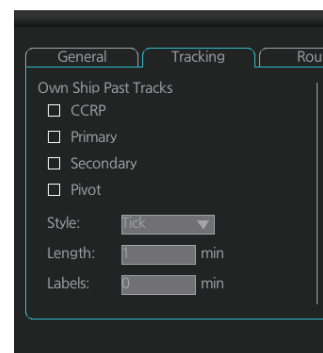 General Tracking Rou
Own Ship Past Tracks
CCRP
Primary
Secondary
Pivot
Style: Tick
Length: 1 min
Labels: 0 min